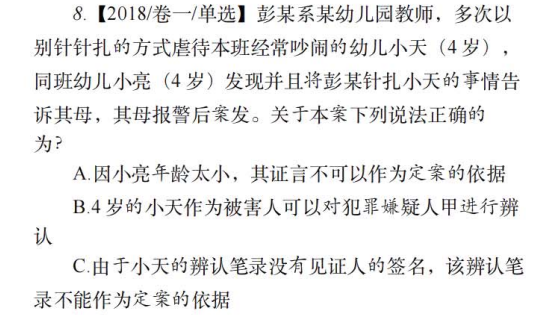 8.【2018/卷一/单选】彭某系某幼儿园教师，多次以
别针针扎的方式虐待本班经常吵闹的幼儿小天（4 岁），
同班幼儿小亮（4 岁）发现并且将彭某针扎小天的事情告
诉其母，其母报警后案发。关于本案下列说法正确的
为?
A.因小亮年龄太小，其证言不可以作为定案的依据
B.4 岁的小天作为被害人可以对犯罪嫌疑人甲进行辨
认
C.由于小天的辨认笔录没有见证人的签名，该辨认笔
录不能作为定案的依据